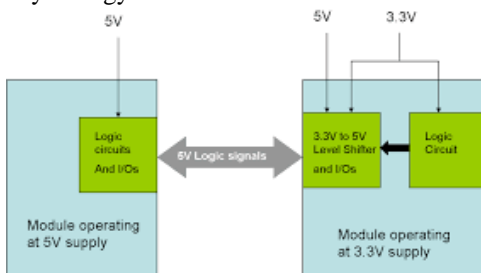 5V
5V
3.3V
Logic
circuits
And I/Os
5V Logic signals
3.3V to 5V
Level Shifter
and I/Os
Logic
Circuit
Module operating
at 5V supply
Module operating
at 3.3V supply